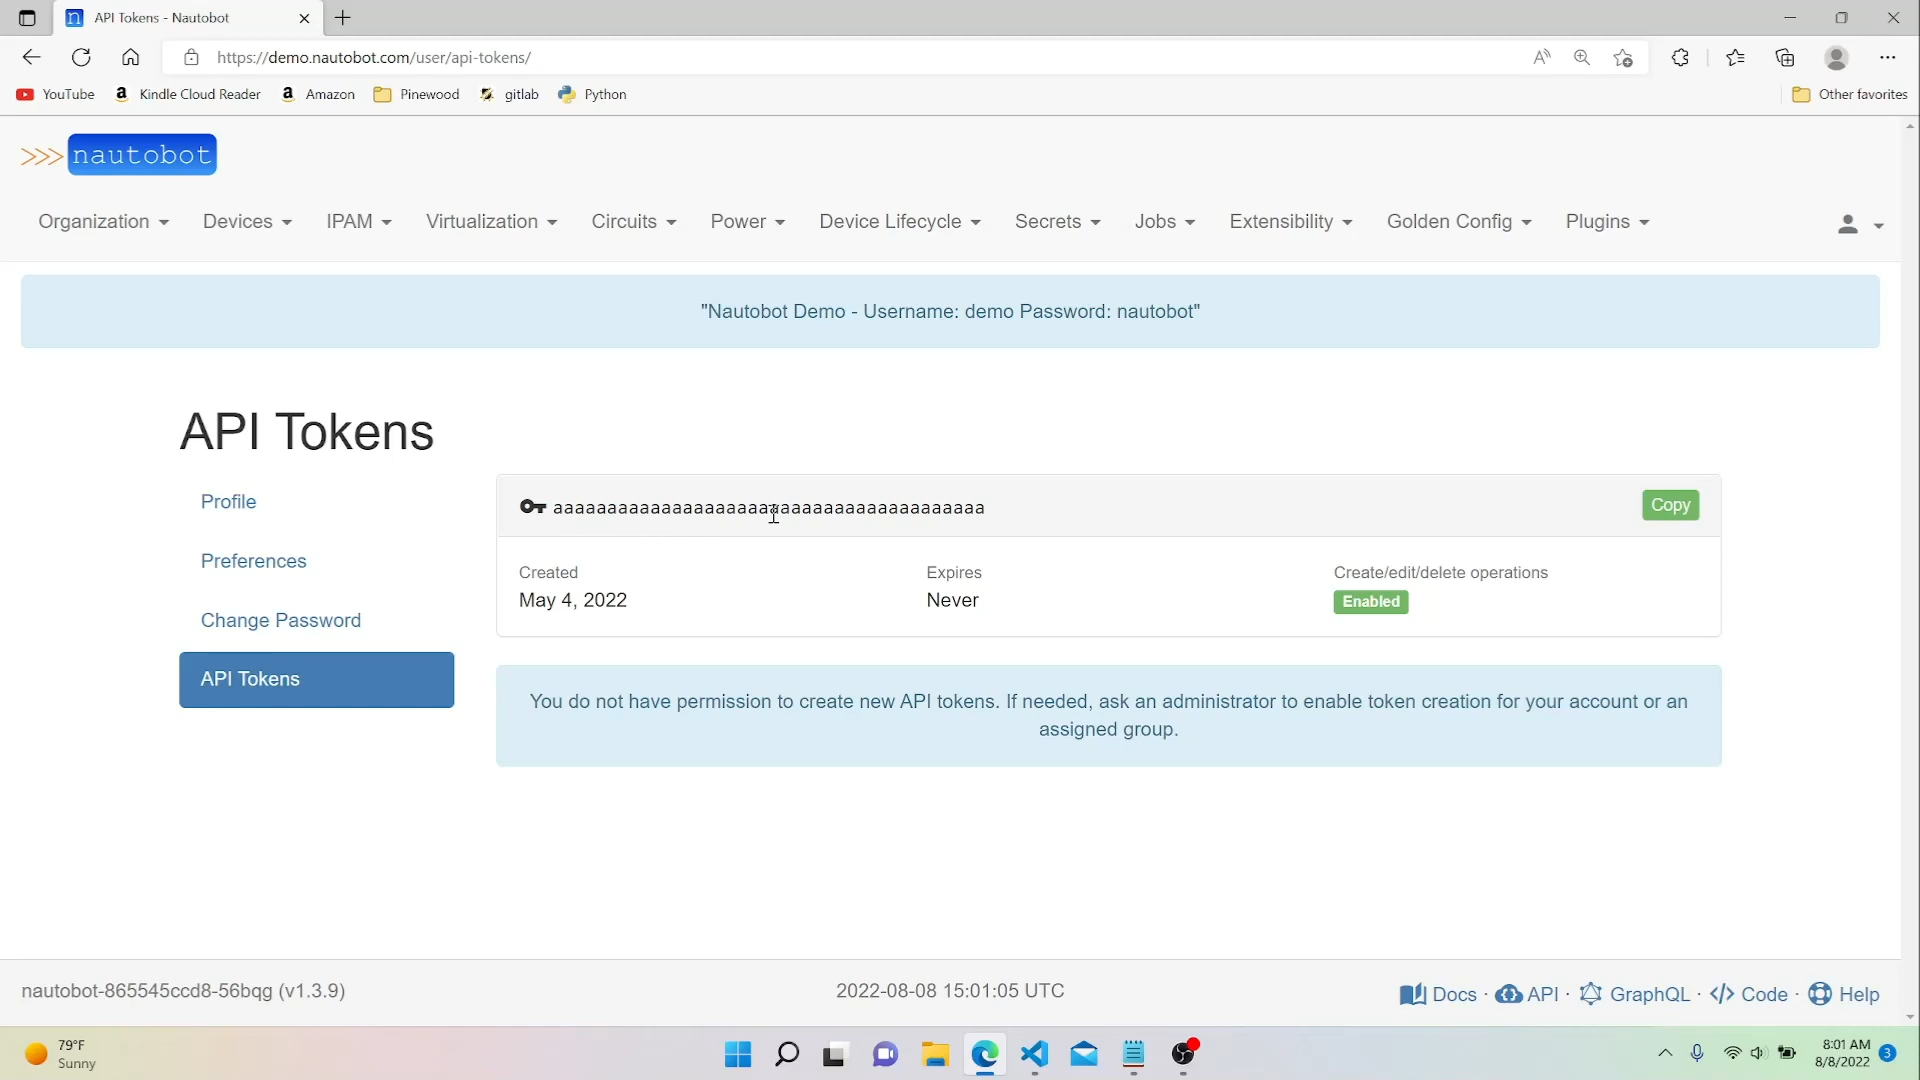 API Tokens - Nautobot
https://demo.nautobot.com/user/api-tokens/
YouTube Kindle Cloud Reader Amazon Pinewood gitlab Python Other favorites
>>> nautobot
Organization Devices IPAM Virtualization Circuits Power Device Lifecycle Secrets Jobs Extensibility Golden Config Plugins
"Nautobot Demo - Username: demo Password: nautobot"
API Tokens
Profile
Preferences
Change Password
API Tokens
aaaaaaaaaaaaaaaaaaaaaaaaaaaaaaaaaaaaaaaa
Copy
Created Expires Create/edit/delete operations
May 4, 2022 Never Enabled
You do not have permission to create new API tokens. If needed, ask an administrator to enable token creation for your account or an
assigned group.
nautobot-865545ccd8-56bqg (v1.3.9) 2022-08-08 15:01:05 UTC Docs · API · GraphQL · </> Code · Help
79°F
Sunny
8:01 AM
8/8/2022
3